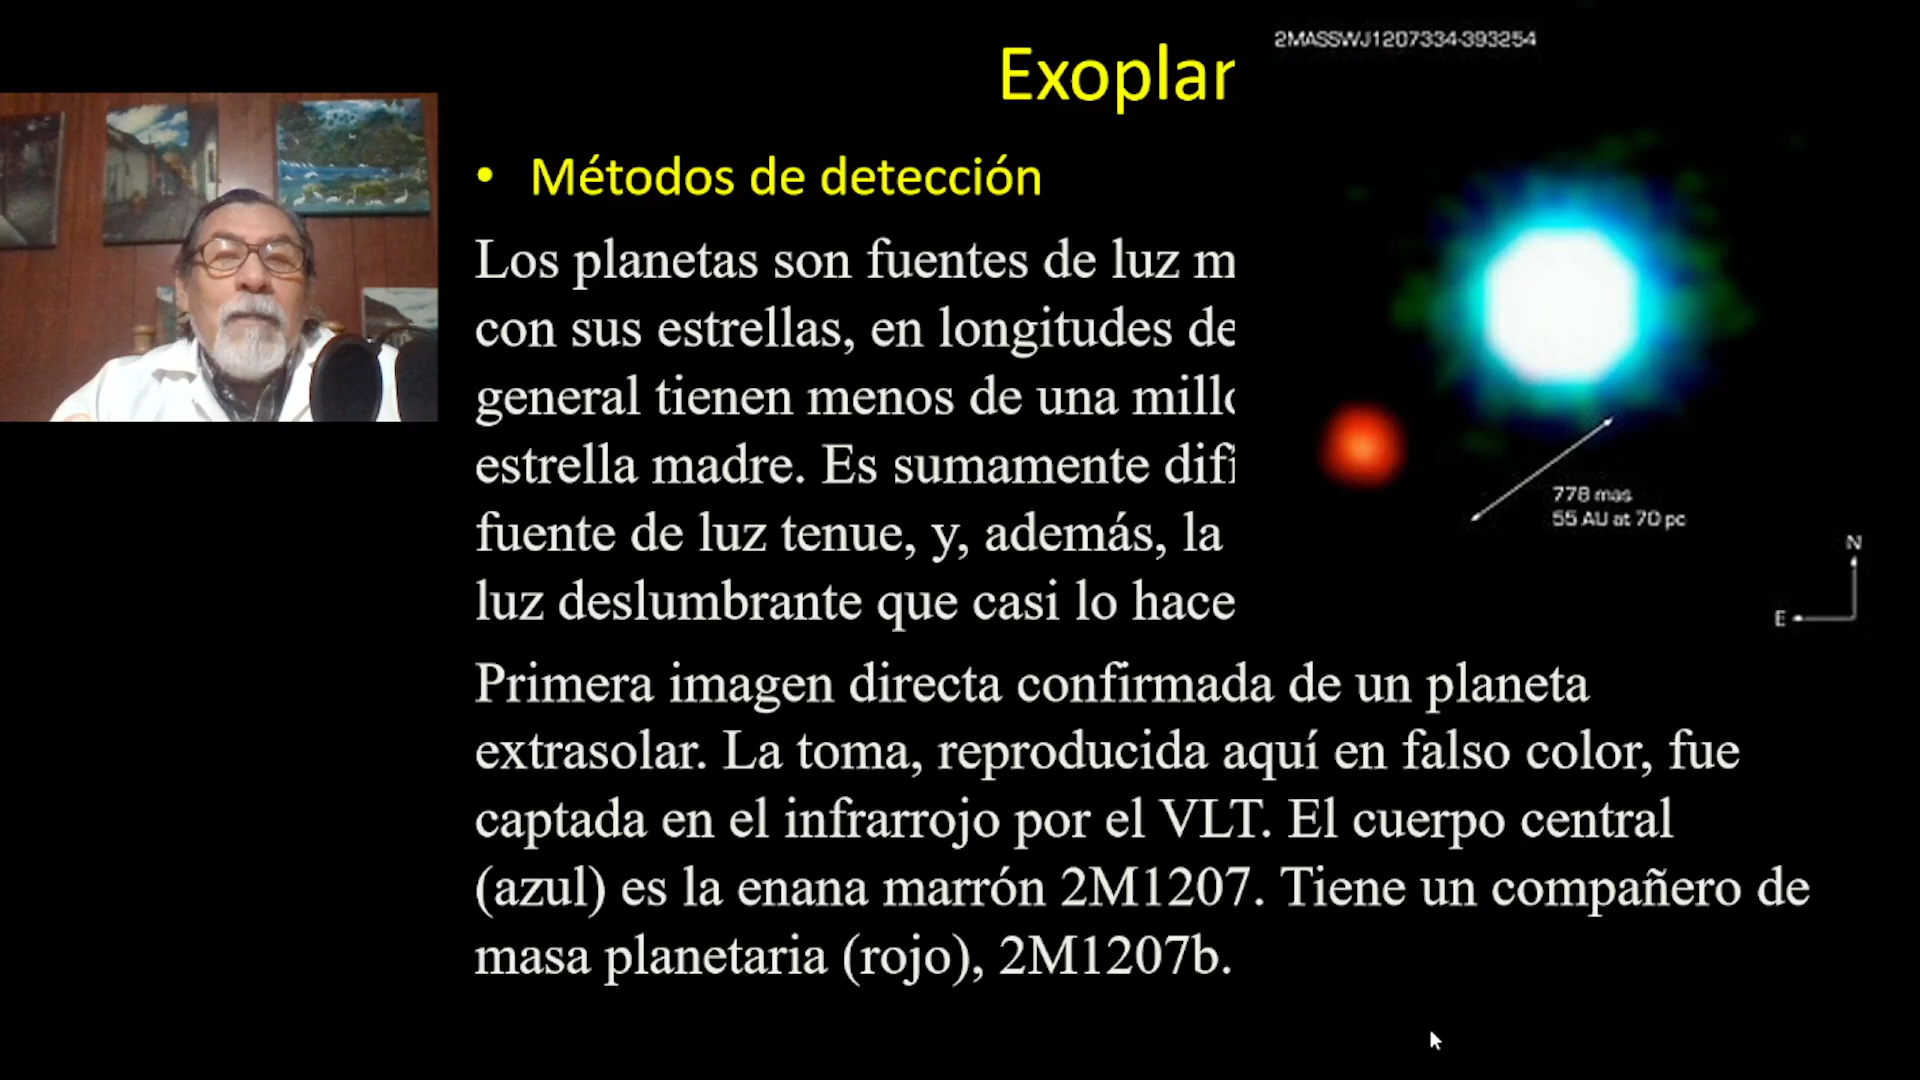 Exoplan
• Métodos de detección
Los planetas son fuentes de luz m
con sus estrellas, en longitudes de
general tienen menos de una millo
estrella madre. Es sumamente difí
fuente de luz tenue, y, además, la
luz deslumbrante que casi lo hace
Primera imagen directa confirmada de un planeta
extrasolar. La toma, reproducida aquí en falso color, fue
captada en el infrarrojo por el VLT. El cuerpo central
(azul) es la enana marrón 2M1207. Tiene un compañero de
masa planetaria (rojo), 2M1207b.
2MASSWJ1207334-393254
778 mas
55 AU at 70 pc
N
E